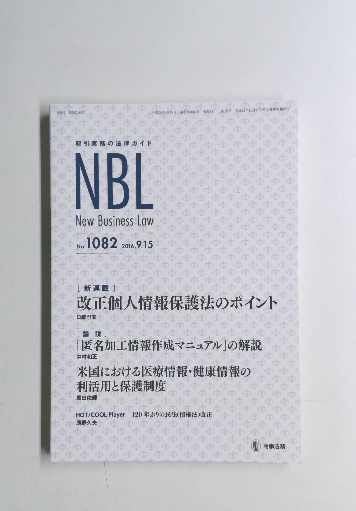 取引実務の法律ガイド
NBL
New Business Law
No.1082 2016.9.15
[新連載]
改正個人情報保護法のポイント
論説
「匿名加工情報作成マニュアル」の解説
米国における医療情報・健康情報の
利活用と保護制度
HOT/COOL Player 120年ぶりの民法(債権法)改正
商事法務